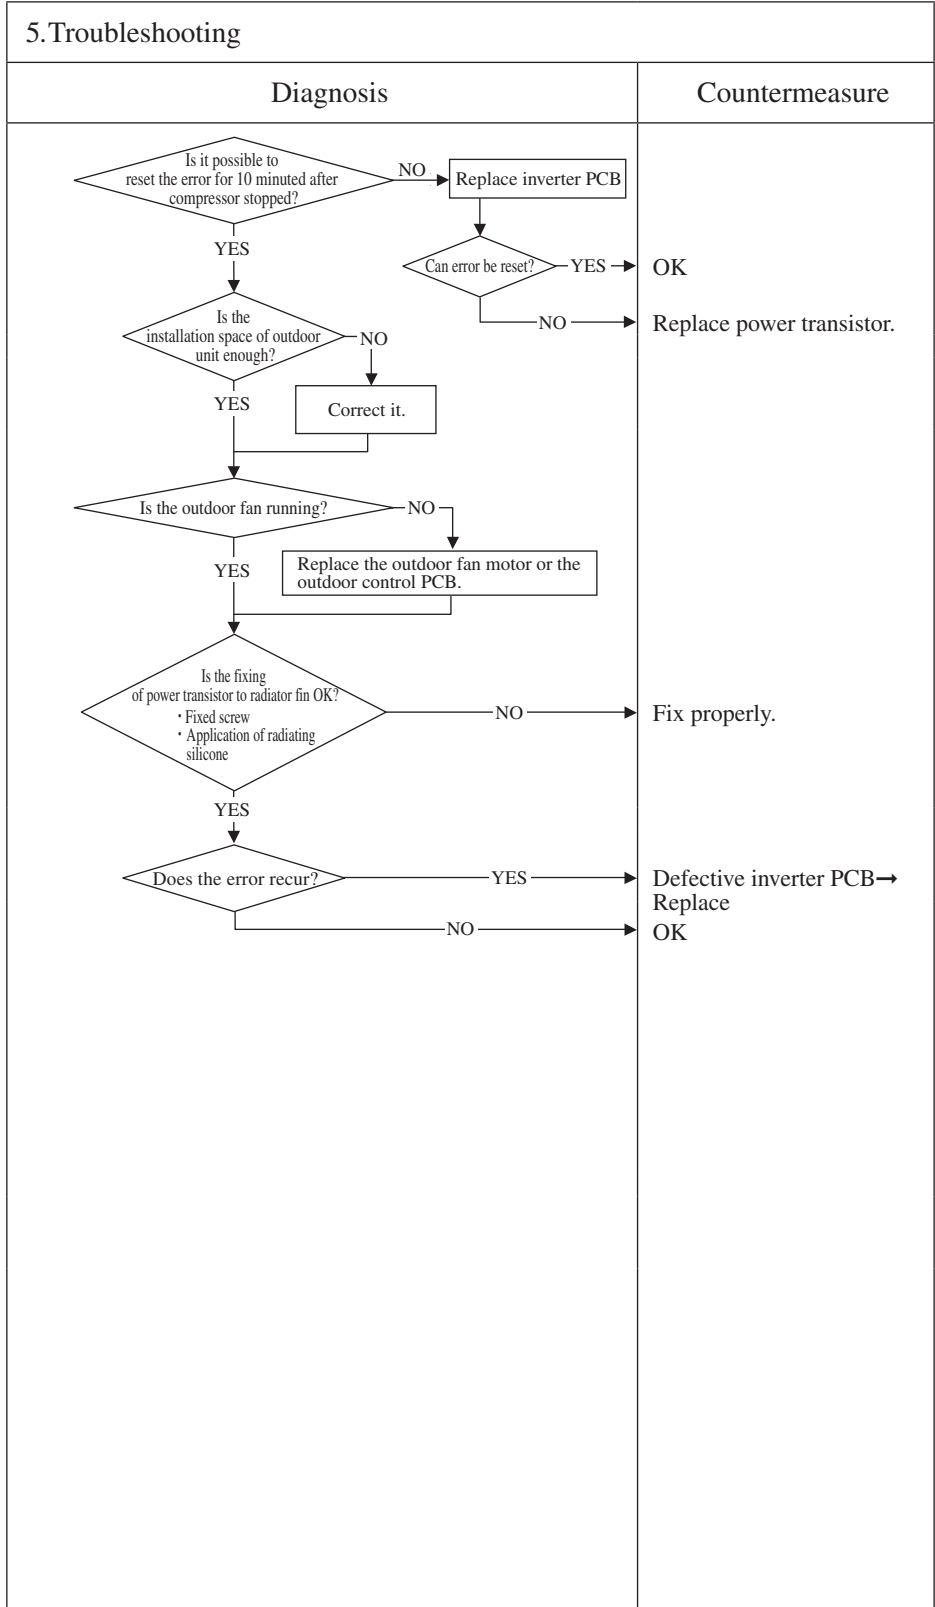 5.Troubleshooting
Diagnosis
Countermeasure
Is it possible to
reset the error for 10 minuted after
compressor stopped?
NO
Replace inverter PCB
YES
Can error be reset?
YES
OK
NO
Replace power transistor.
Is the
installation space of outdoor
unit enough?
NO
YES
Correct it.
Is the outdoor fan running?
NO
YES
Replace the outdoor fan motor or the
outdoor control PCB.
Is the fixing
of power transistor to radiator fin OK?
・Fixed screw
・Application of radiating
silicone
NO
Fix properly.
YES
Does the error recur?
YES
Defective inverter PCB→
Replace
NO
OK